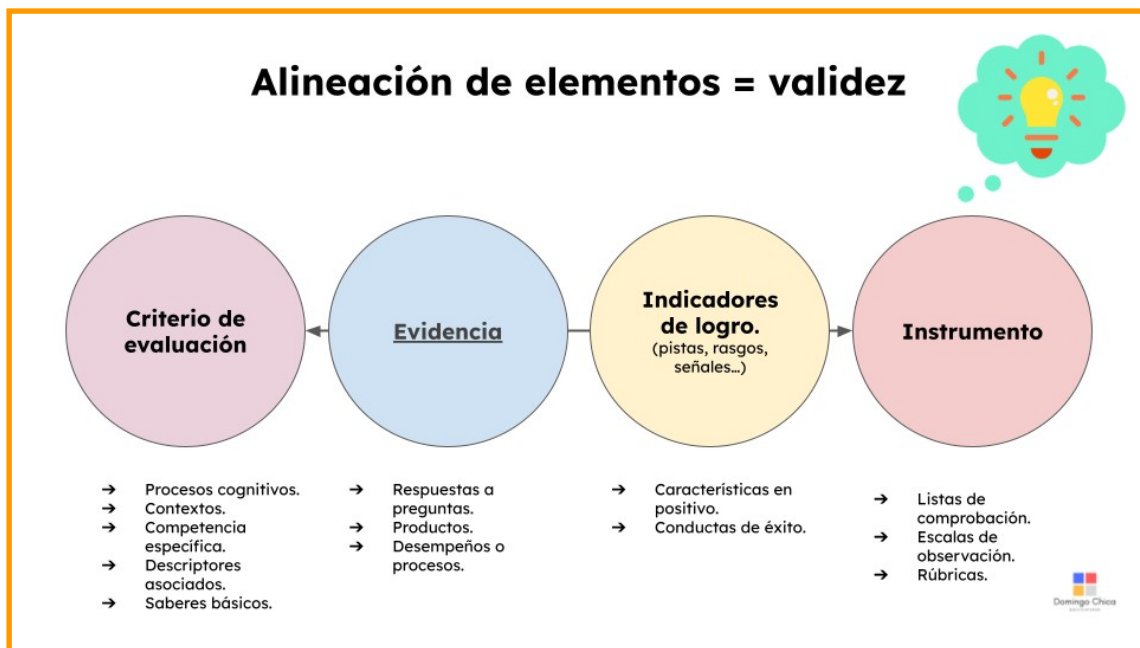 Alineación de elementos = validez
Criterio de
evaluación
Evidencia
Indicadores
de logro.
(pistas, rasgos,
señales...)
Instrumento
➔ Procesos cognitivos.
➔ Contextos.
➔ Competencia
específica.
➔ Descriptores
asociados.
➔ Saberes básicos.
➔ Respuestas a
preguntas.
➔ Productos.
➔ Desempeños o
procesos.
➔ Características en
positivo.
➔ Conductas de éxito.
➔ Listas de
comprobación.
➔ Escalas de
observación.
➔ Rúbricas.
Domingo Chica